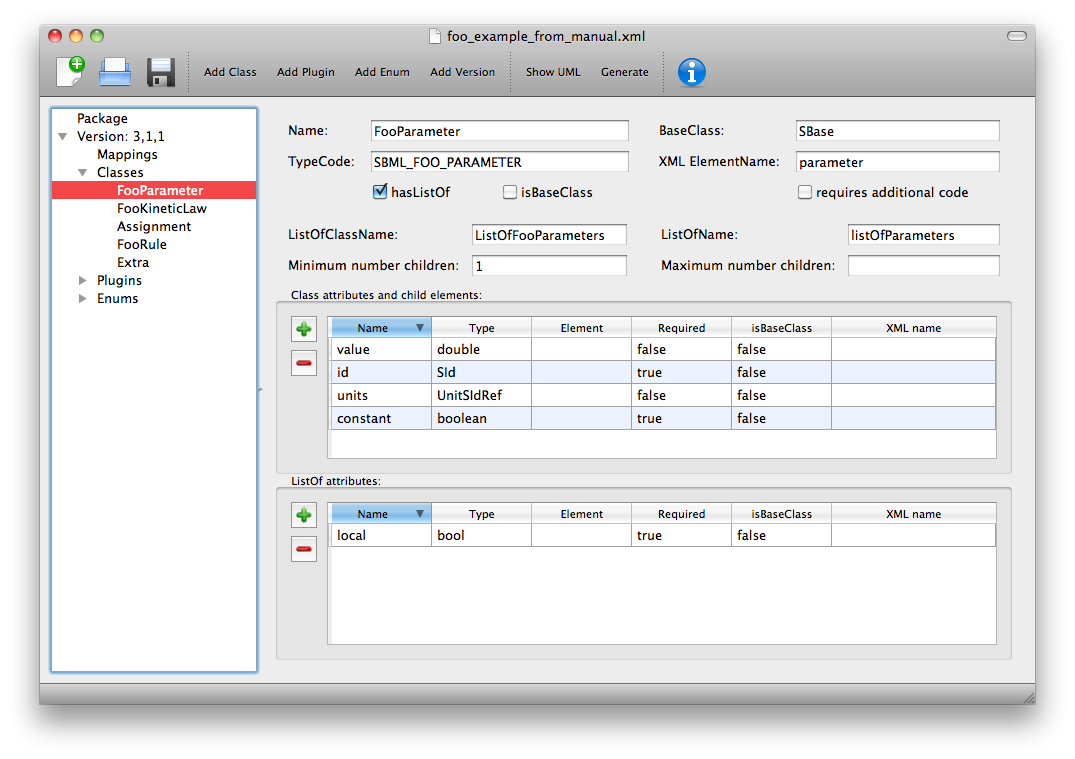 foo_example_from_manual.xml
Add Class Add Plugin Add Enum Add Version Show UML Generate
Package
Version: 3,1,1
Mappings
Classes
FooParameter
FooKineticLaw
Assignment
FooRule
Extra
Plugins
Enums
Name: FooParameter BaseClass: SBase
TypeCode: SBML_FOO_PARAMETER XML ElementName: parameter
hasListOf isBaseClass requires additional code
ListOfClassName: ListOfFooParameters ListOfName: listOfParameters
Minimum number children: 1 Maximum number children:
Class attributes and child elements:
Name Type Element Required isBaseClass XML name
value double false false
id SId true false
units UnitSIdRef false false
constant boolean true false
ListOf attributes:
Name Type Element Required isBaseClass XML name
local bool true false